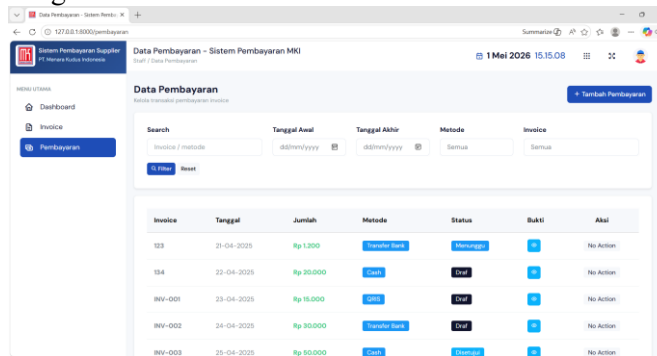 Data Pembayaran - Sistem Pemba
127.0.0.1:8000/pembayaran
Summarize
Sistem Pembayaran Supplier
PT. Menara Kudus Indonesia
Data Pembayaran - Sistem Pembayaran MKI
Staff / Data Pembayaran
1 Mei 2026 15.15.08
MENU UTAMA
Dashboard
Invoice
Pembayaran
Data Pembayaran
Kelola transaksi pembayaran invoice
+ Tambah Pembayaran
Search Tanggal Awal Tanggal Akhir Metode Invoice
Invoice / metode dd/mm/yyyy dd/mm/yyyy Semua Semua
Filter Reset
Invoice Tanggal Jumlah Metode Status Bukti Aksi
123 21-04-2025 Rp 1.200 Transfer Bank Menunggu No Action
134 22-04-2025 Rp 20.000 Cash Draf No Action
INV-001 23-04-2025 Rp 15.000 QRIS Draf No Action
INV-002 24-04-2025 Rp 30.000 Transfer Bank Draf No Action
INV-003 25-04-2025 Rp 50.000 Cash Disetujui No Action